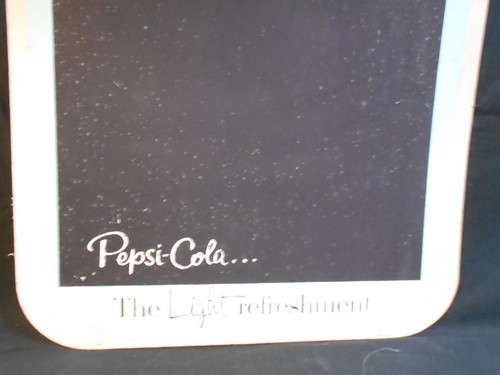 Pepsi-Cola...
The Light refreshment